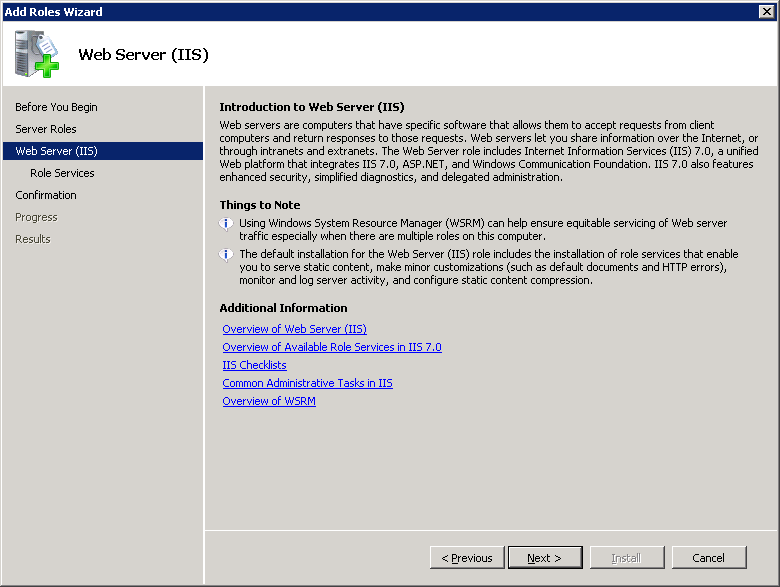 Add Roles Wizard
Web Server (IIS)
Before You Begin
Server Roles
Web Server (IIS)
Role Services
Confirmation
Progress
Results
Introduction to Web Server (IIS)
Web servers are computers that have specific software that allows them to accept requests from client
computers and return responses to those requests. Web servers let you share information over the Internet, or
through intranets and extranets. The Web Server role includes Internet Information Services (IIS) 7.0, a unified
Web platform that integrates IIS 7.0, ASP.NET, and Windows Communication Foundation. IIS 7.0 also features
enhanced security, simplified diagnostics, and delegated administration.
Things to Note
Using Windows System Resource Manager (WSRM) can help ensure equitable servicing of Web server
traffic especially when there are multiple roles on this computer.
The default installation for the Web Server (IIS) role includes the installation of role services that enable
you to serve static content, make minor customizations (such as default documents and HTTP errors),
monitor and log server activity, and configure static content compression.
Additional Information
Overview of Web Server (IIS)
Overview of Available Role Services in IIS 7.0
IIS Checklists
Common Administrative Tasks in IIS
Overview of WSRM
< Previous
Next >
Install
Cancel